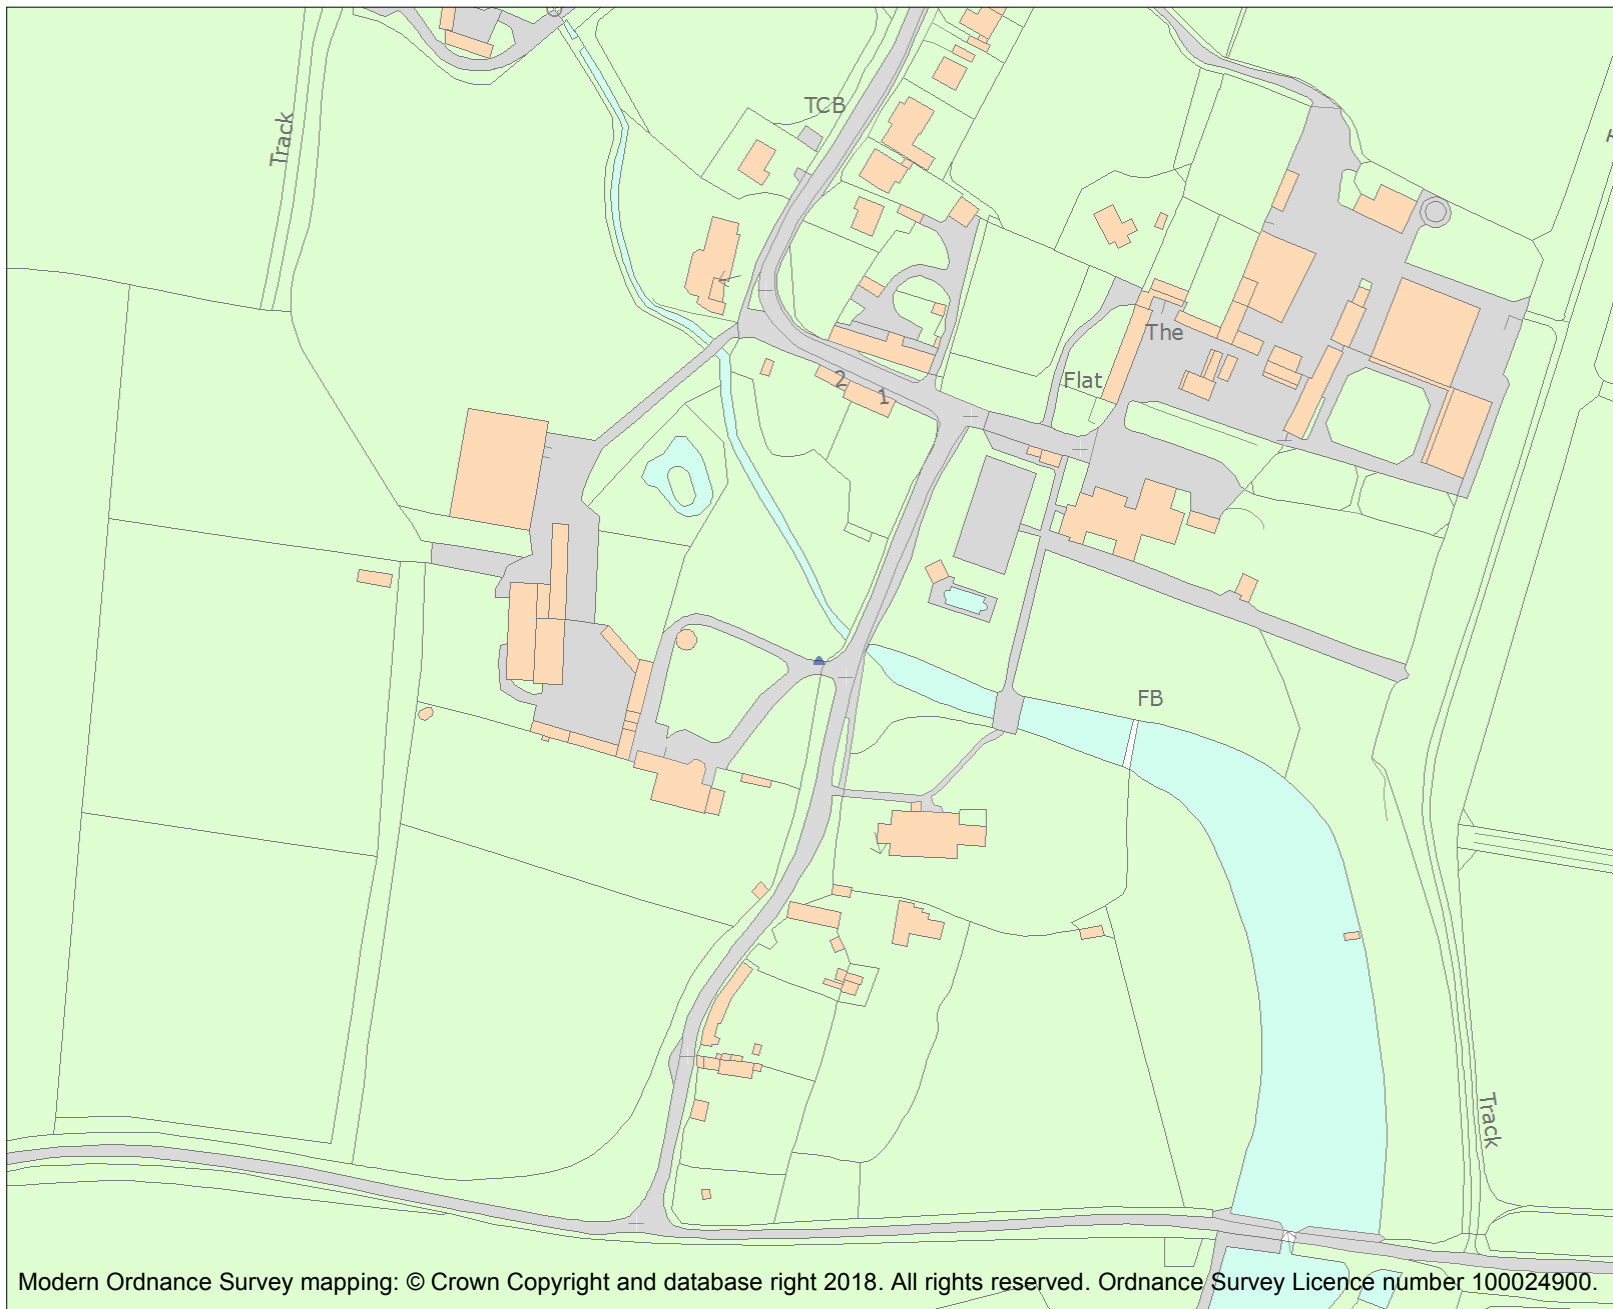 TCB
Track
The
2
Flat
1
FB
Track
Modern Ordnance Survey mapping: © Crown Copyright and database right 2018. All rights reserved. Ordnance Survey Licence number 100024900.